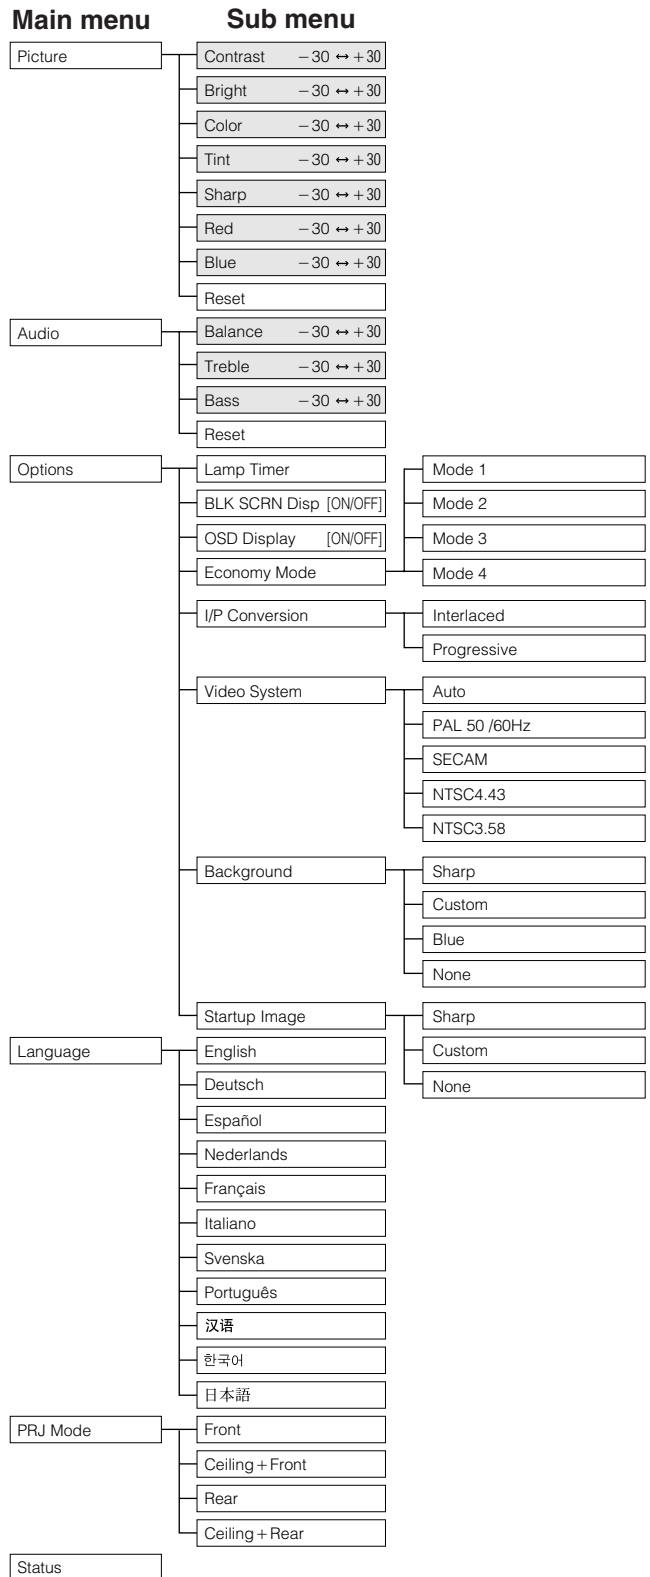 Main menu Sub menu
Picture Contrast −30 ↔ +30
Bright −30 ↔ +30
Color −30 ↔ +30
Tint −30 ↔ +30
Sharp −30 ↔ +30
Red −30 ↔ +30
Blue −30 ↔ +30
Reset
Audio Balance −30 ↔ +30
Treble −30 ↔ +30
Bass −30 ↔ +30
Reset
Options Lamp Timer Mode 1
BLK SCRN Disp [ON/OFF] Mode 2
OSD Display [ON/OFF] Mode 3
Economy Mode Mode 4
I/P Conversion Interlaced
Progressive
Video System Auto
PAL 50 /60Hz
SECAM
NTSC4.43
NTSC3.58
Background Sharp
Custom
Blue
None
Startup Image Sharp
Language English Custom
Deutsch None
Español
Nederlands
Français
Italiano
Svenska
Português
汉语
한국어
日本語
PRJ Mode Front
Ceiling+Front
Rear
Ceiling+Rear
Status